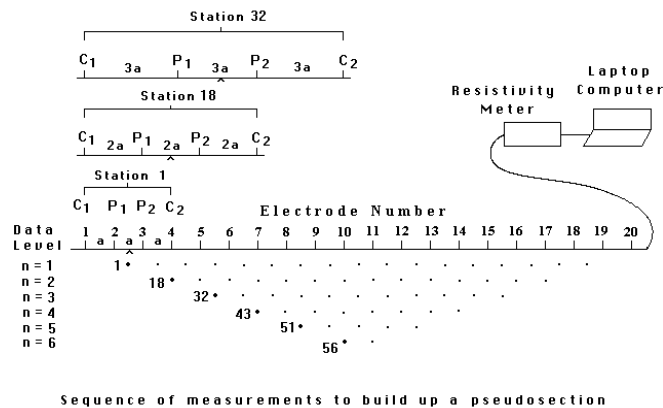 Station 32
C1 3a P1 3a P2 3a C2
Station 18
C1 2a P1 2a P2 2a C2
Station 1
C1 P1 P2 C2
Resistivity Meter
Laptop Computer
Electrode Number
Data Level
1 2 3 4 5 6 7 8 9 10 11 12 13 14 15 16 17 18 19 20
a a a
n = 1 1
n = 2 18
n = 3 32
n = 4 43
n = 5 51
n = 6 56
Sequence of measurements to build up a pseudosection